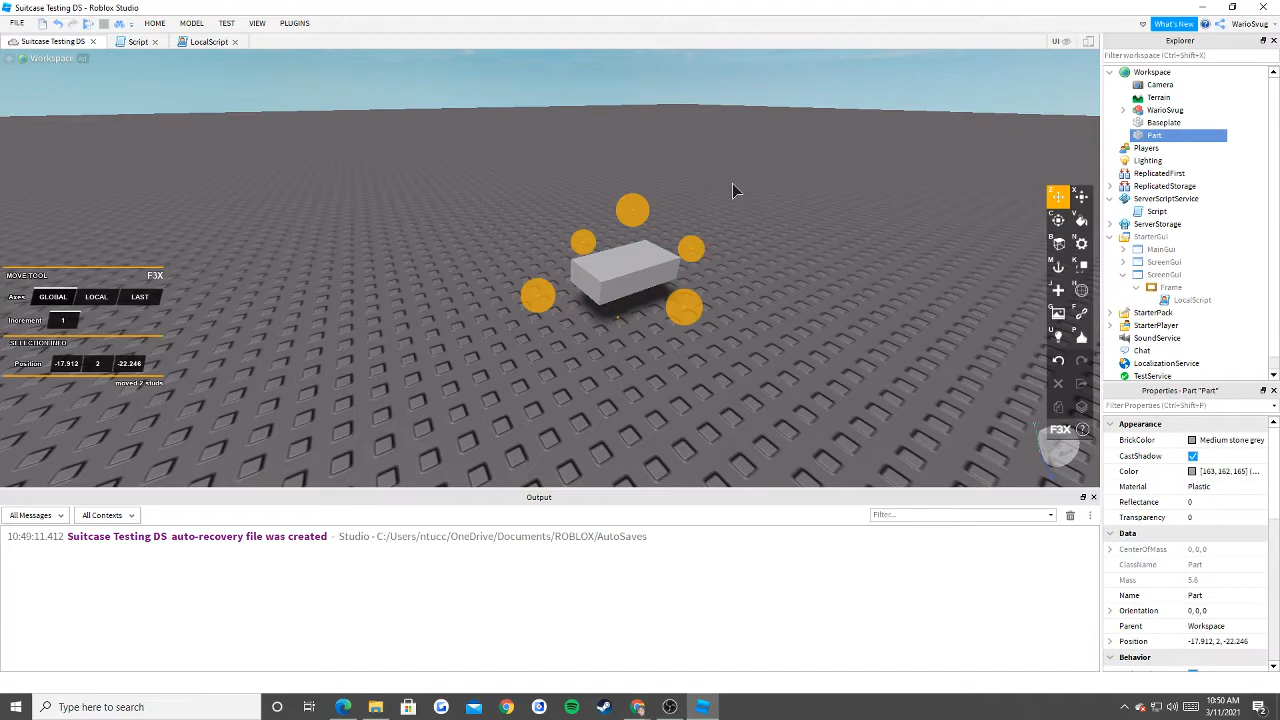 Suitcase Testing DS - Roblox Studio
FILE HOME MODEL TEST VIEW PLUGINS What's New WarioSvug
Suitcase Testing DS Script LocalScript UI
Workspace
MOVE TOOL F3X
Axes GLOBAL LOCAL LAST
Increment 1
SELECTION INFO
Position -17.912 2 -22.246
moved 2 studs
Z X
C V
B N
M K
J H
G F
U P
F3X ?
Explorer
Filter workspace (Ctrl+Shift+X)
Workspace
Camera
Terrain
WarioSvug
Baseplate
Part
Players
Lighting
ReplicatedFirst
ReplicatedStorage
ServerScriptService
Script
ServerStorage
StarterGui
MainGui
ScreenGui
ScreenGui
Frame
LocalScript
StarterPack
StarterPlayer
SoundService
Chat
LocalizationService
TestService
Properties - Part "Part"
Filter Properties (Ctrl+Shift+P)
Appearance
BrickColor Medium stone grey
CastShadow
Color [163, 162, 165] (...
Material Plastic
Reflectance 0
Transparency 0
Data
CenterOfMass 0, 0, 0
ClassName Part
Mass 5.6
Name Part
Orientation 0, 0, 0
Parent Workspace
Position -17.912, 2, -22.246
Behavior
Output
All Messages All Contexts Filter...
10:49:11.412 Suitcase Testing DS auto-recovery file was created - Studio - C:/Users/ntucc/OneDrive/Documents/ROBLOX/AutoSaves
Type here to search
10:50 AM
3/11/2021
2